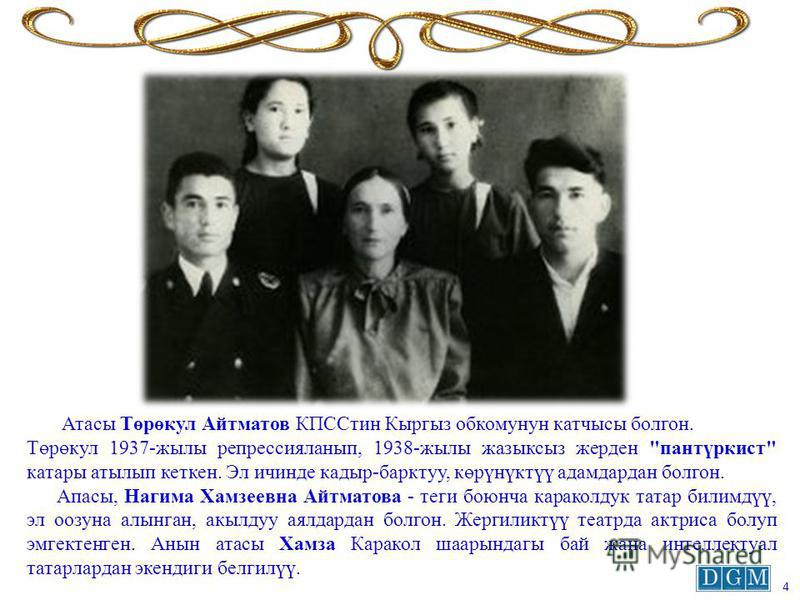 Атасы Төрөкул Айтматов КПССтин Кыргыз обкомунун катчысы болгон.
Төрөкул 1937-жылы репрессияланып, 1938-жылы жазыксыз жерден "пантүркист"
катары атылып кеткен. Эл ичинде кадыр-барктуу, көрүнүктүү адамдардан болгон.
Апасы, Нагима Хамзеевна Айтматова - теги боюнча караколдук татар билимдүү,
эл оозуна алынган, акылдуу аялдардан болгон. Жергиликтүү театрда актриса болуп
эмгектенген. Анын атасы Хамза Каракол шаарындагы бай жана интеллектуал
татарлардан экендиги белгилүү.
MyShared
DGM
4